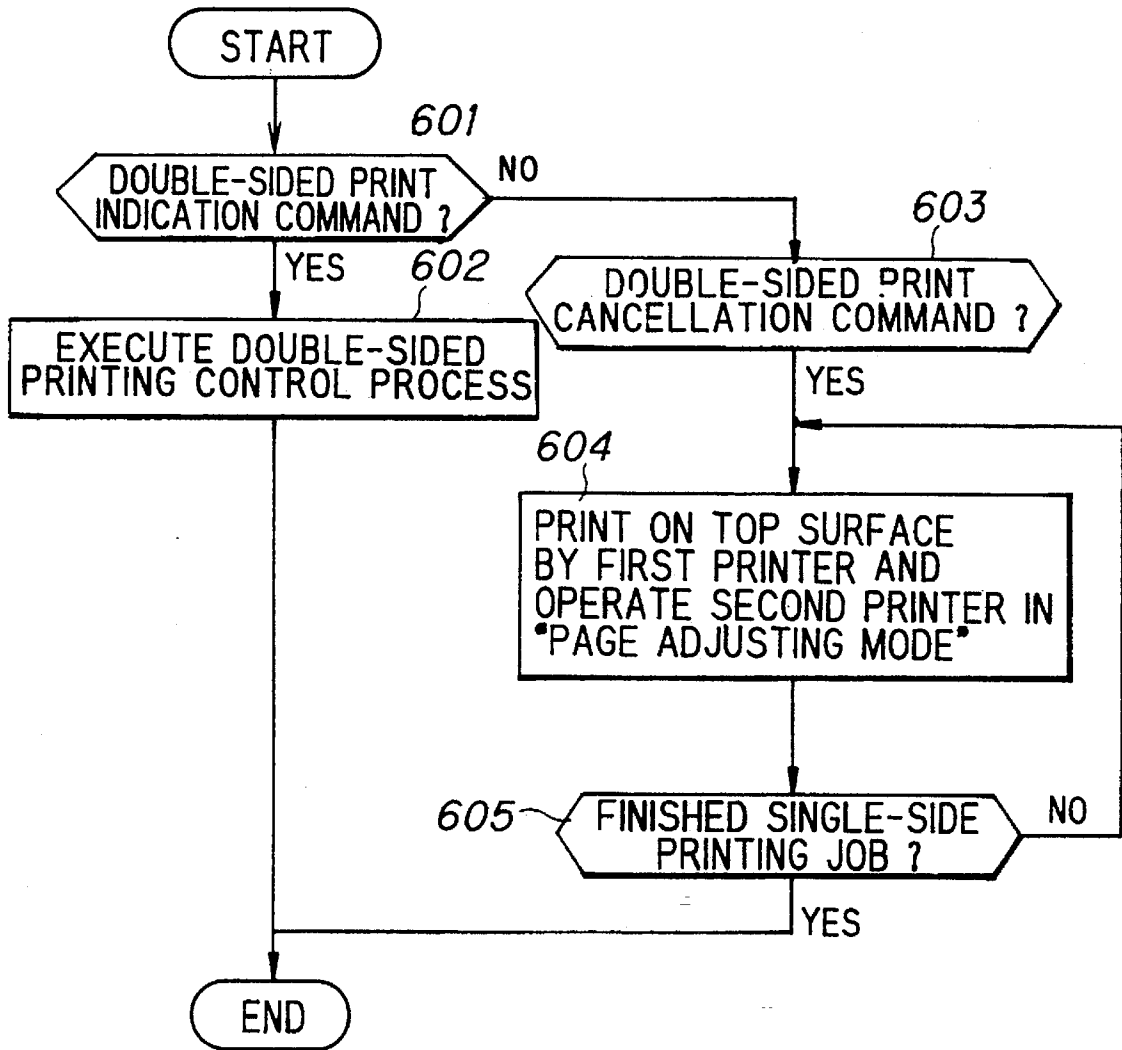 START
601
DOUBLE-SIDED PRINT
INDICATION COMMAND ?
NO
YES
602
EXECUTE DOUBLE-SIDED
PRINTING CONTROL PROCESS
603
DOUBLE-SIDED PRINT
CANCELLATION COMMAND ?
YES
604
PRINT ON TOP SURFACE
BY FIRST PRINTER AND
OPERATE SECOND PRINTER IN
"PAGE ADJUSTING MODE"
605
FINISHED SINGLE-SIDE
PRINTING JOB ?
NO
YES
END